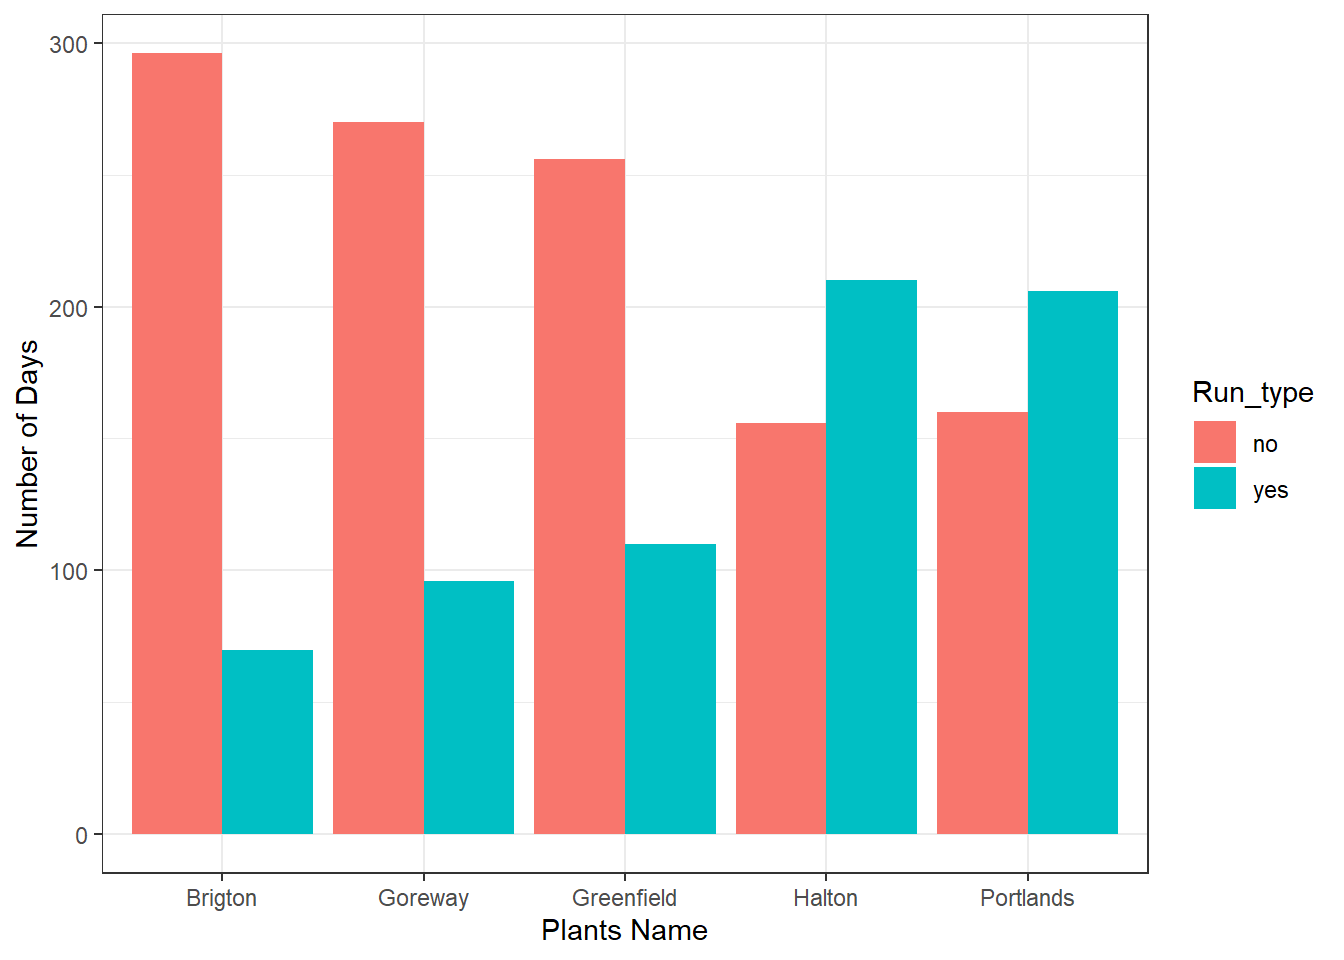 300
200
100
0
Number of Days
Brigton
Goreway
Greenfield
Halton
Portlands
Plants Name
Run_type
no
yes